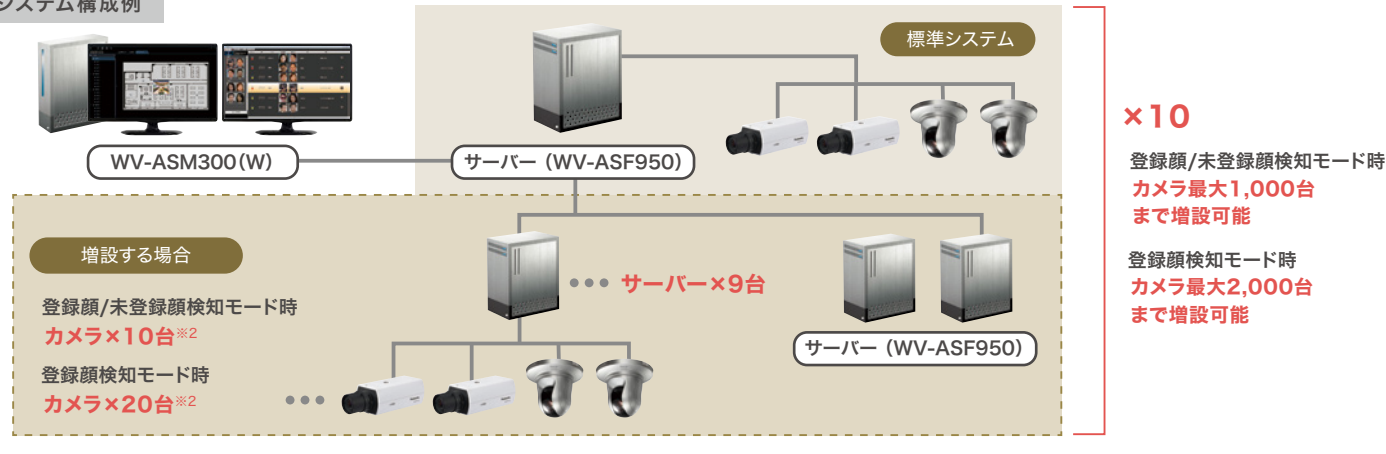 システム構成例
標準システム
WV-ASM300(W)
サーバー（WV-ASF950）
×10
登録顔/未登録顔検知モード時
カメラ最大1,000台
まで増設可能
登録顔検知モード時
カメラ最大2,000台
まで増設可能
増設する場合
登録顔/未登録顔検知モード時
カメラ×10台※2
登録顔検知モード時
カメラ×20台※2
サーバー×9台
サーバー（WV-ASF950）